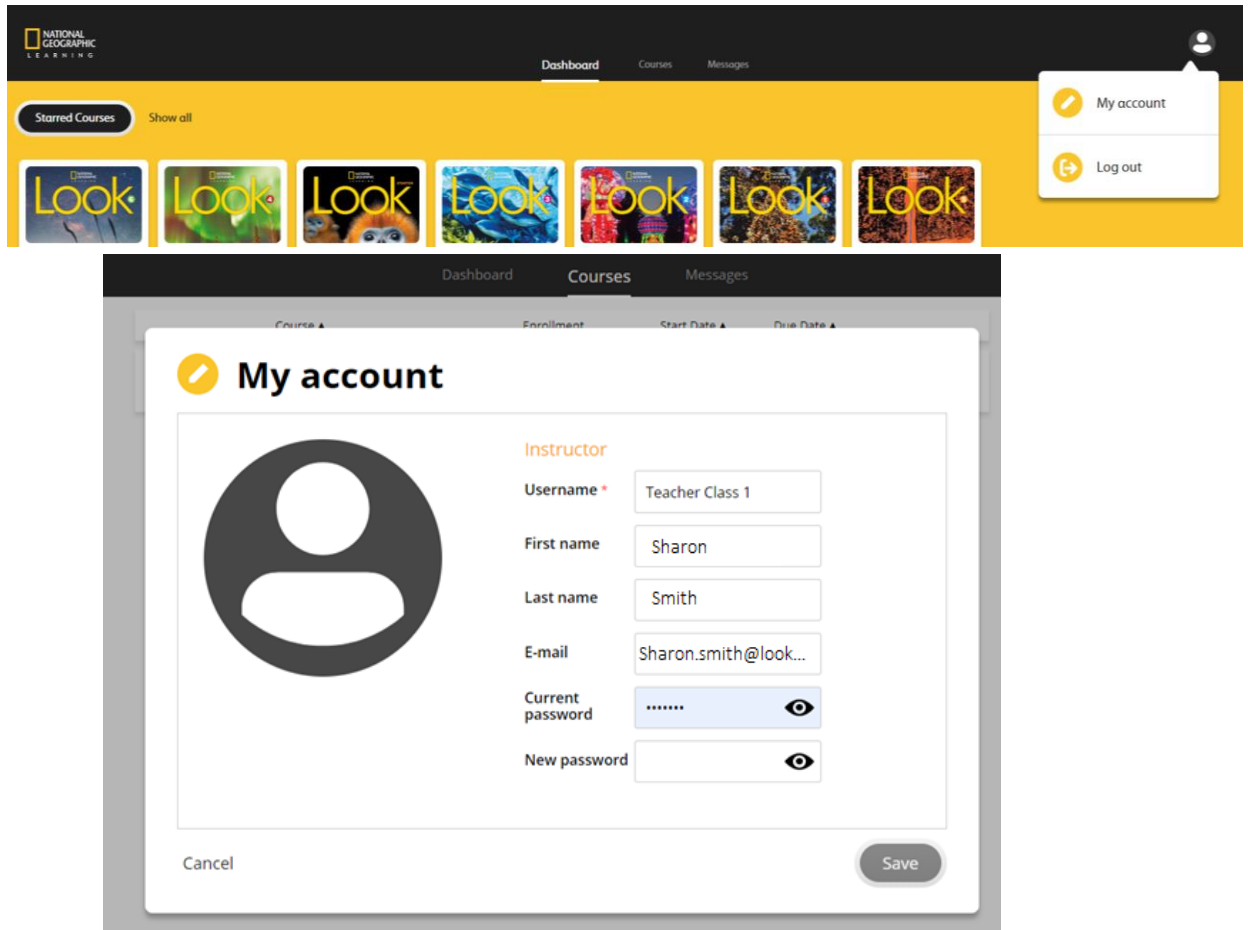 NATIONAL
GEOGRAPHIC
LEARNING
Dashboard Courses Messages
My account
Log out
Starred Courses Show all
Look Look 4 Look Look 3 Look Look Look
Dashboard Courses Messages
Course ▲ Enrollment Start Date ▲ Due Date ▲
My account
Instructor
Username * Teacher Class 1
First name Sharon
Last name Smith
E-mail Sharon.smith@look...
Current
password •••••••
New password
Cancel Save